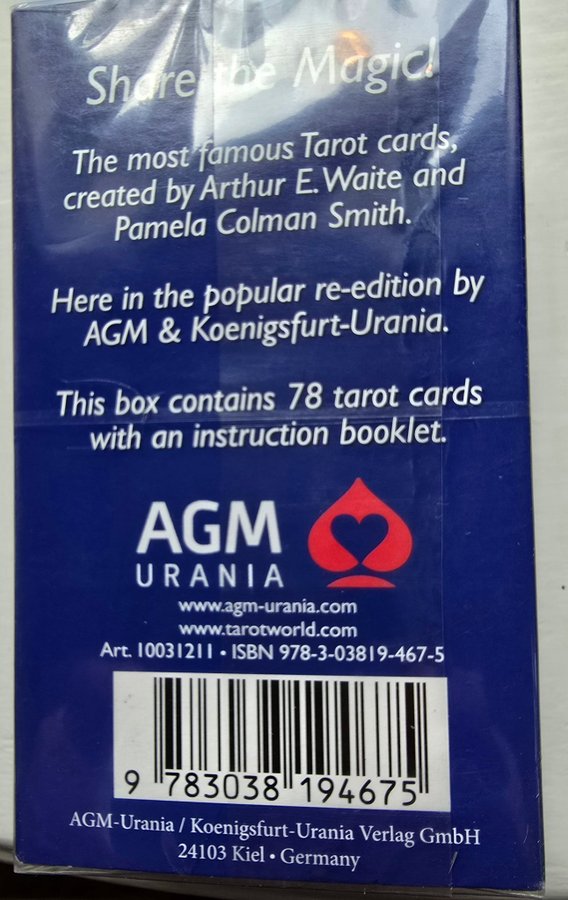 Share the Magic!
The most famous Tarot cards,
created by Arthur E. Waite and
Pamela Colman Smith.
Here in the popular re-edition by
AGM & Koenigsfurt-Urania.
This box contains 78 tarot cards
with an instruction booklet.
AGM
URANIA
www.agm-urania.com
www.tarotworld.com
Art. 10031211 • ISBN 978-3-03819-467-5
9 783038 194675
AGM-Urania / Koenigsfurt-Urania Verlag GmbH
24103 Kiel • Germany